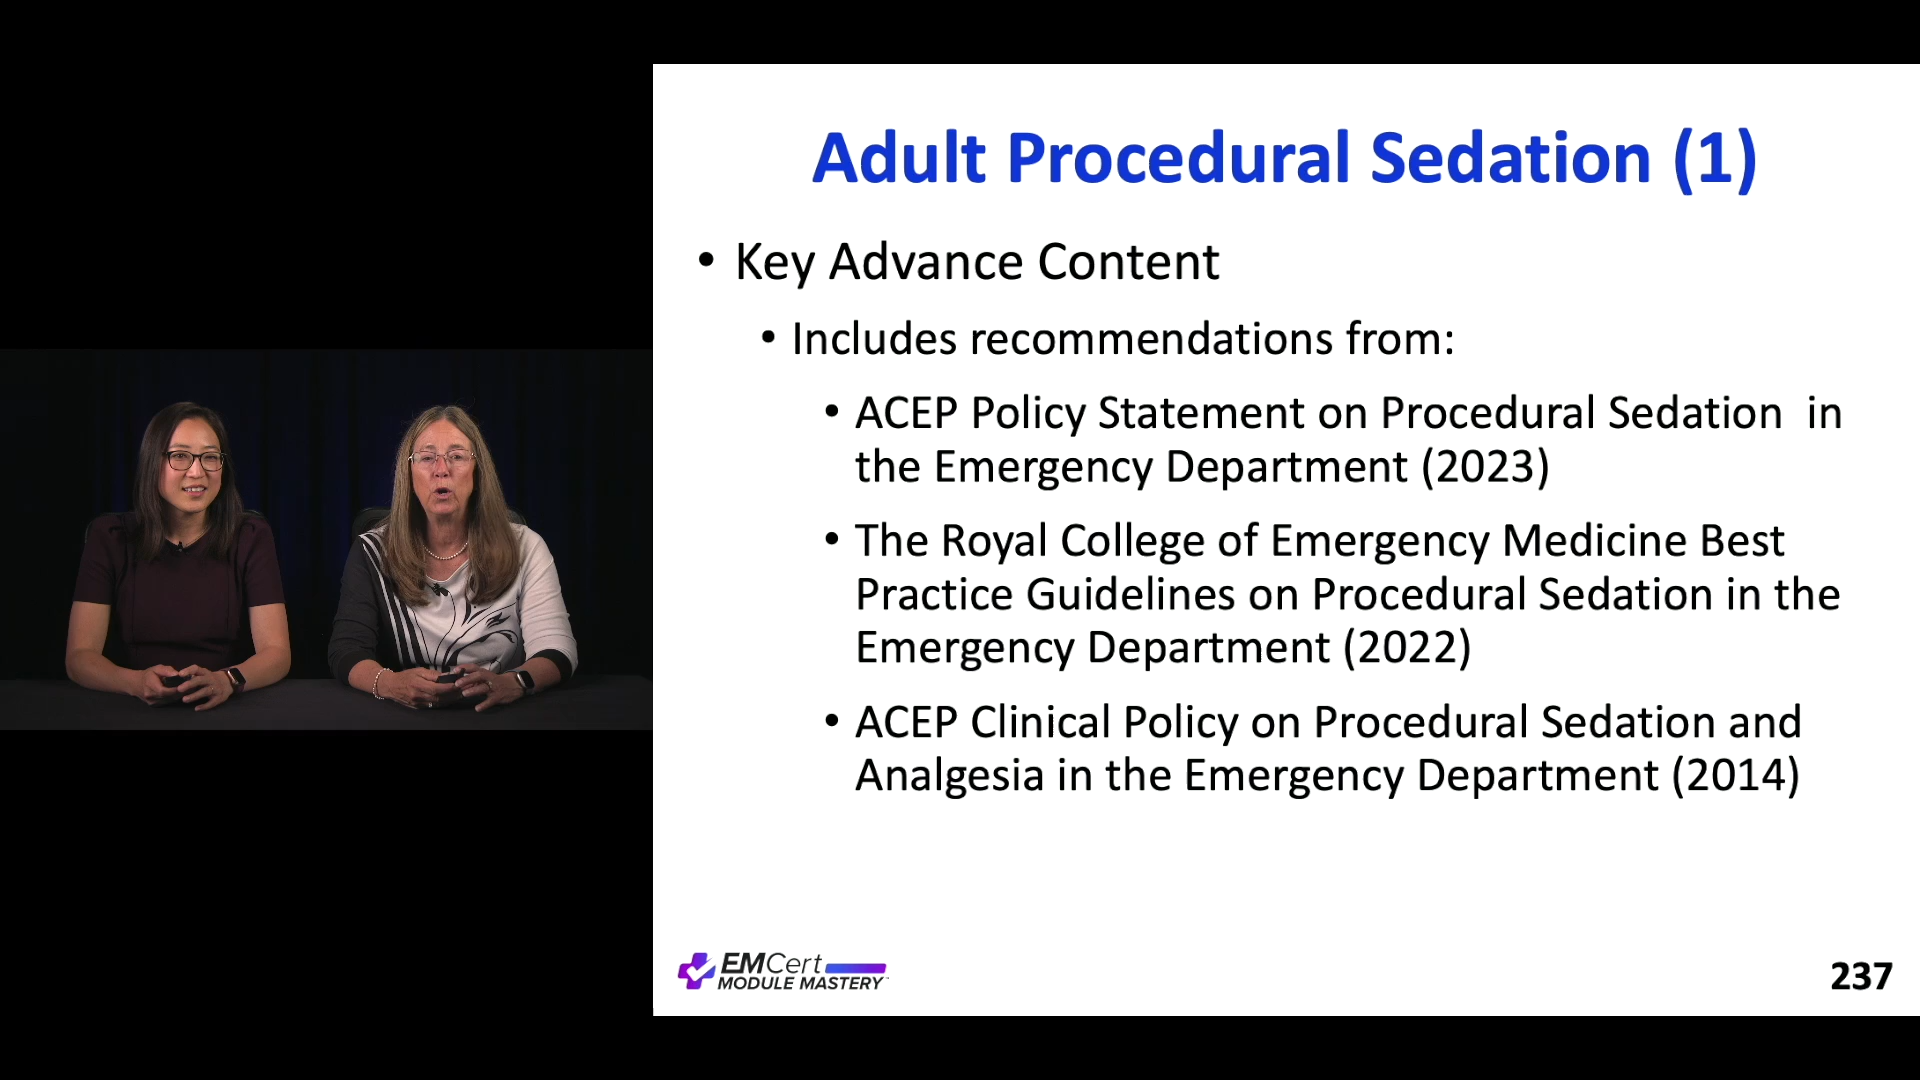 Adult Procedural Sedation (1)
• Key Advance Content
• Includes recommendations from:
• ACEP Policy Statement on Procedural Sedation  in
the Emergency Department (2023)
• The Royal College of Emergency Medicine Best
Practice Guidelines on Procedural Sedation in the
Emergency Department (2022)
• ACEP Clinical Policy on Procedural Sedation and
Analgesia in the Emergency Department (2014)
EMCert
MODULE MASTERY
237